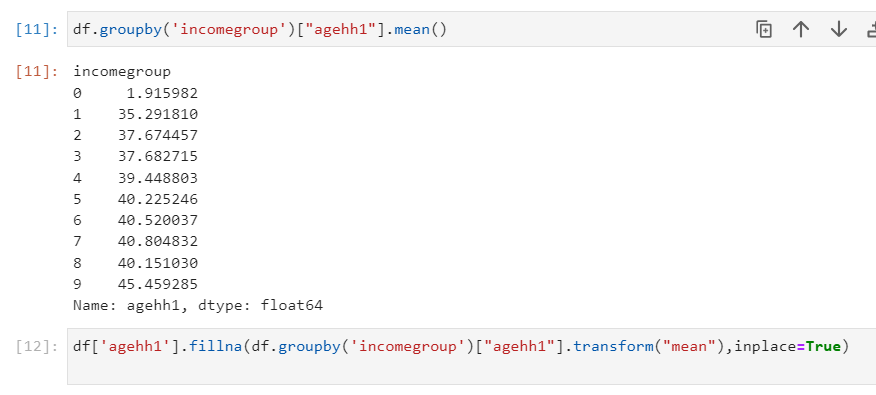 [11]: df.groupby('incomegroup')["agehh1"].mean()
[11]: incomegroup
0 1.915982
1 35.291810
2 37.674457
3 37.682715
4 39.448803
5 40.225246
6 40.520037
7 40.804832
8 40.151030
9 45.459285
Name: agehh1, dtype: float64
[12]: df['agehh1'].fillna(df.groupby('incomegroup')["agehh1"].transform("mean"),inplace=True)